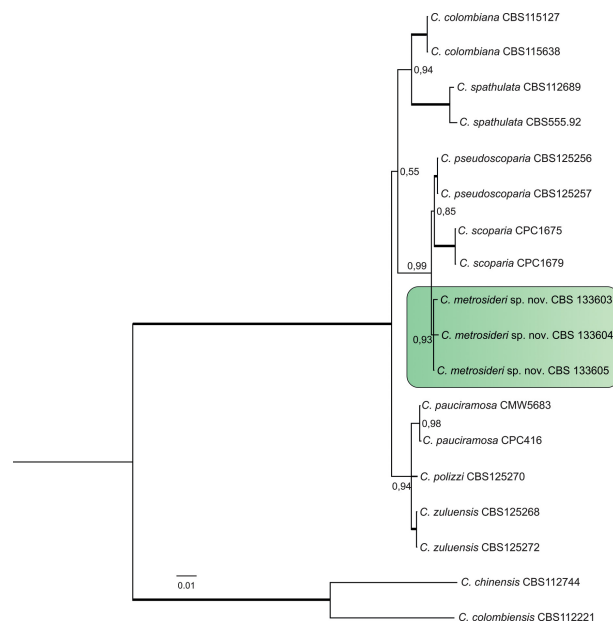 C. colombiana CBS115127
C. colombiana CBS115638
0,94
C. spathulata CBS112689
C. spathulata CBS555.92
C. pseudoscoparia CBS125256
0,55
C. pseudoscoparia CBS125257
0,85
C. scoparia CPC1675
C. scoparia CPC1679
0,99
C. metrosideri sp. nov. CBS 133603
C. metrosideri sp. nov. CBS 133604
0,93
C. metrosideri sp. nov. CBS 133605
C. pauciramosa CMW5683
0,98
C. pauciramosa CPC416
C. polizzi CBS125270
0,94
C. zuluensis CBS125268
C. zuluensis CBS125272
0.01
C. chinensis CBS112744
C. colombiensis CBS112221